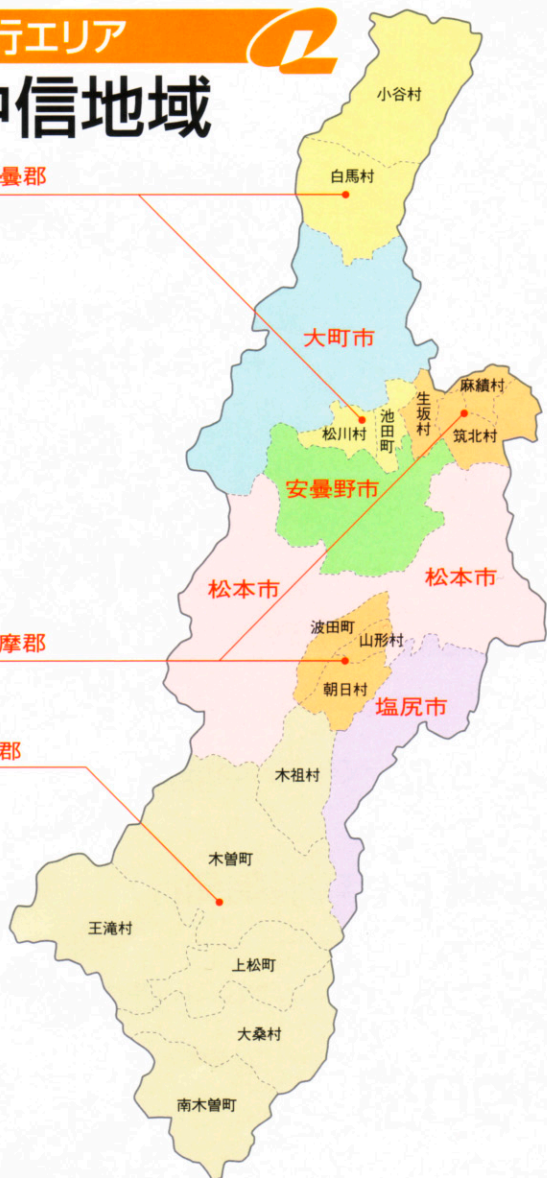 行エリア
中信地域
小谷村
曇郡
白馬村
大町市
麻績村
生坂村
池田町
松川村
筑北村
安曇野市
松本市
松本市
波田町
山形村
摩郡
朝日村
塩尻市
郡
木祖村
木曽町
王滝村
上松町
大桑村
南木曽町